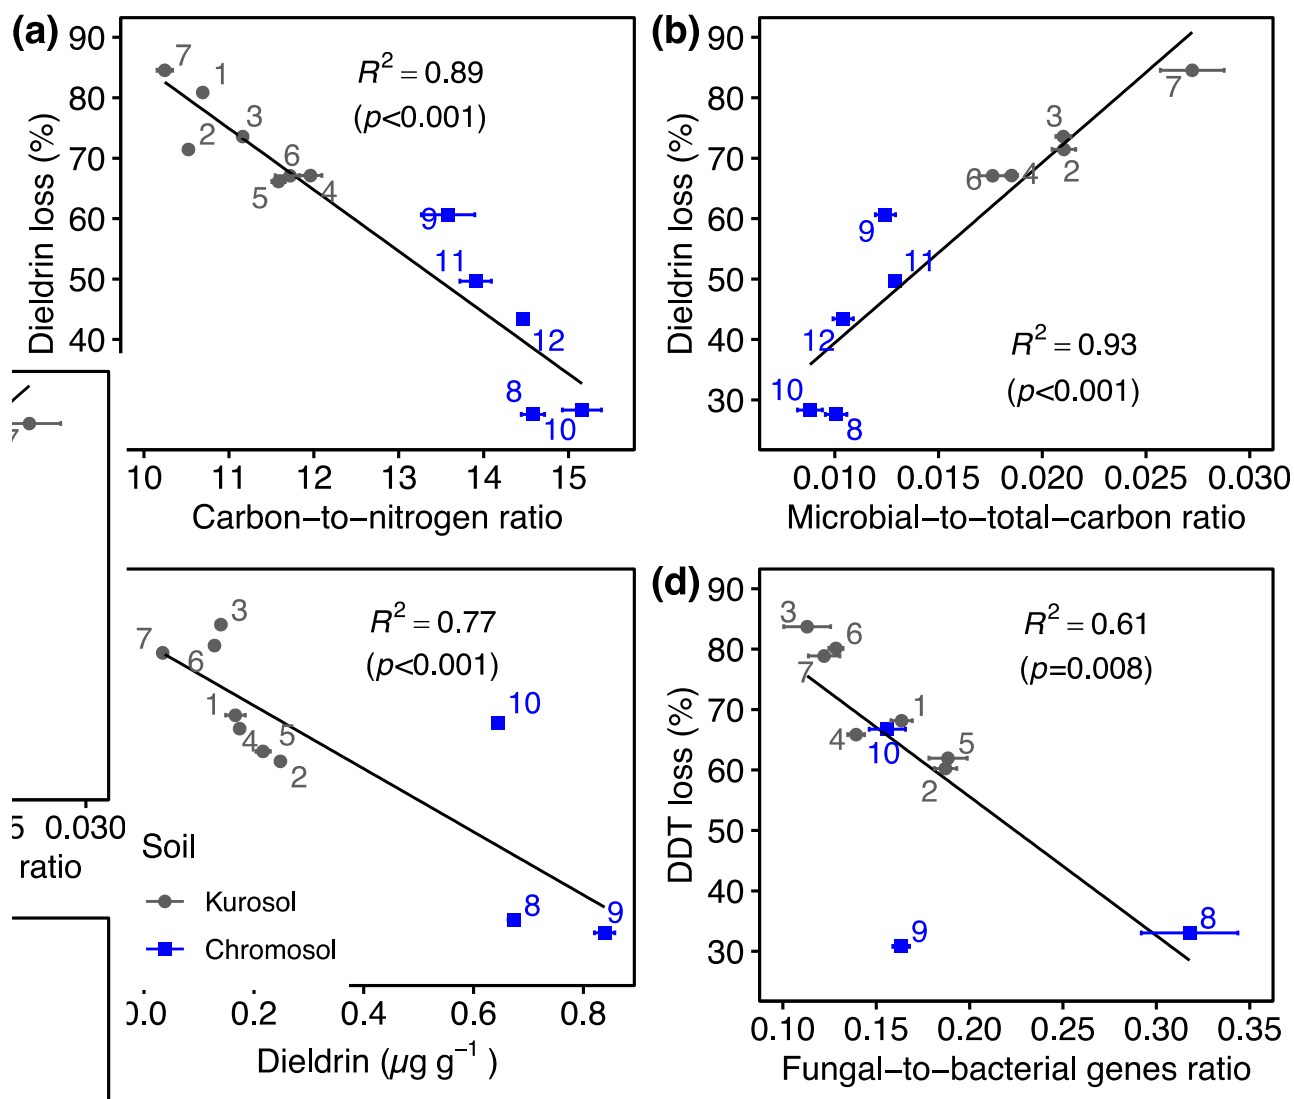 (a)
90
80
70
60
50
40
Dieldrin loss (%)
7
1
2
3
6
5
4
9
11
12
8
10
R² = 0.89
(p<0.001)
10 11 12 13 14 15
Carbon−to−nitrogen ratio
(b)
90
80
70
60
50
40
30
Dieldrin loss (%)
7
3
2
6
4
9
11
12
10
8
R² = 0.93
(p<0.001)
0.010 0.015 0.020 0.025 0.030
Microbial−to−total−carbon ratio
7
5 0.030
ratio
3
7
6
1
4
5
2
10
8
9
R² = 0.77
(p<0.001)
Soil
Kurosol
Chromosol
0.0 0.2 0.4 0.6 0.8
Dieldrin (µg g⁻¹)
(d)
90
80
70
60
50
40
30
DDT loss (%)
3
6
7
1
4
10
5
2
9
8
R² = 0.61
(p=0.008)
0.10 0.15 0.20 0.25 0.30 0.35
Fungal−to−bacterial genes ratio